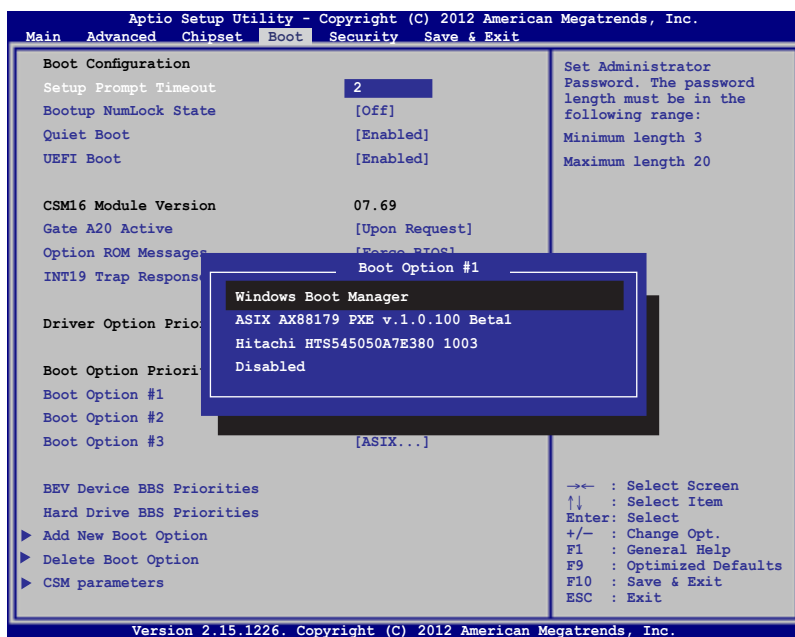 Aptio Setup Utility - Copyright (C) 2012 American Megatrends, Inc.
Main Advanced Chipset Boot Security Save & Exit
Boot Configuration
Setup Prompt Timeout 2
Bootup NumLock State [Off]
Quiet Boot [Enabled]
UEFI Boot [Enabled]
CSM16 Module Version 07.69
Gate A20 Active [Upon Request]
Option ROM Messages [Force BIOS]
INT19 Trap Respons
Driver Option Prio
Boot Option Priori
Boot Option #1
Boot Option #2
Boot Option #3 [ASIX...]
BEV Device BBS Priorities
Hard Drive BBS Priorities
▶ Add New Boot Option
▶ Delete Boot Option
▶ CSM parameters
Boot Option #1
Windows Boot Manager
ASIX AX88179 PXE v.1.0.100 Beta1
Hitachi HTS545050A7E380 1003
Disabled
Set Administrator
Password. The password
length must be in the
following range:
Minimum length 3
Maximum length 20
→← : Select Screen
↑↓ : Select Item
Enter: Select
+/— : Change Opt.
F1 : General Help
F9 : Optimized Defaults
F10 : Save & Exit
ESC : Exit
Version 2.15.1226. Copyright (C) 2012 American Megatrends, Inc.